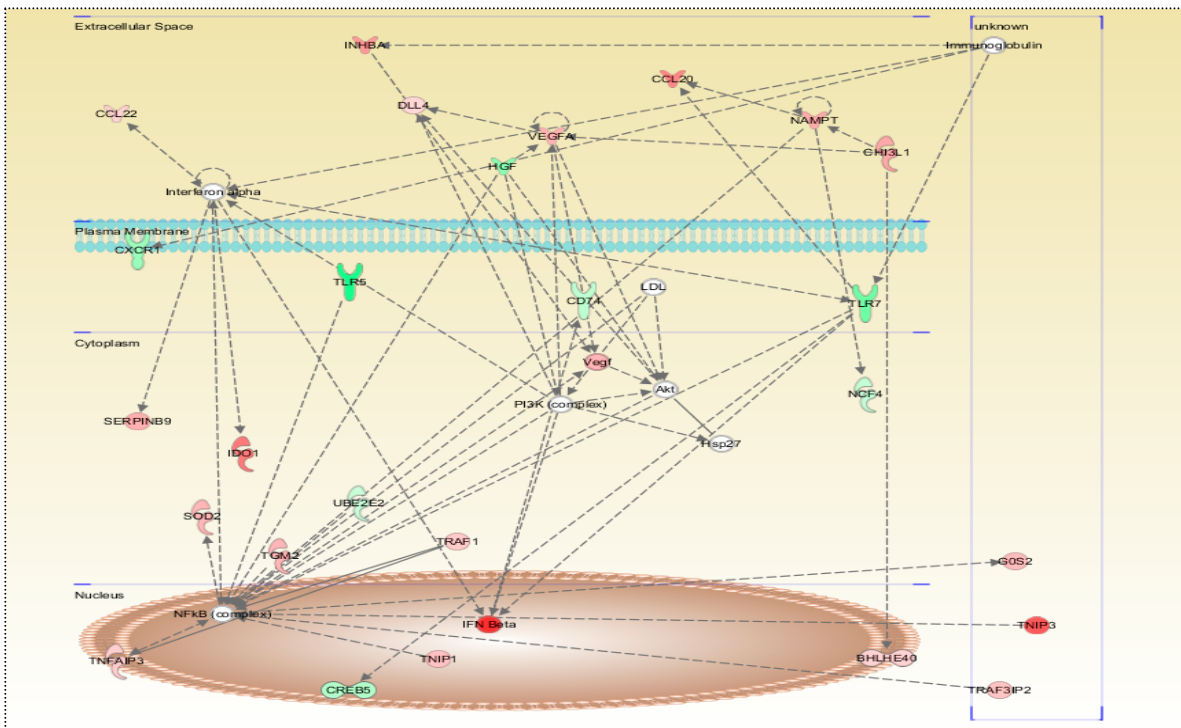 Extracellular Space
unknown
INHBA
Immunoglobulin
CCL20
DLL4
CCL22
NAMPT
VEGFA
CHI3L1
HGF
Interferon alpha
Plasma Membrane
CXCR1
TLR5
LDL
CD74
TLR7
Cytoplasm
Vegf
Akt
NCF4
PI3K (complex)
SERPINB9
Hsp27
IDO1
UBE2E2
SOD2
TRAF1
TGM2
G0S2
Nucleus
NFkB (complex)
IFN Beta
TNIP3
TNFAIP3
TNIP1
BHLHE40
CREB5
TRAF3IP2